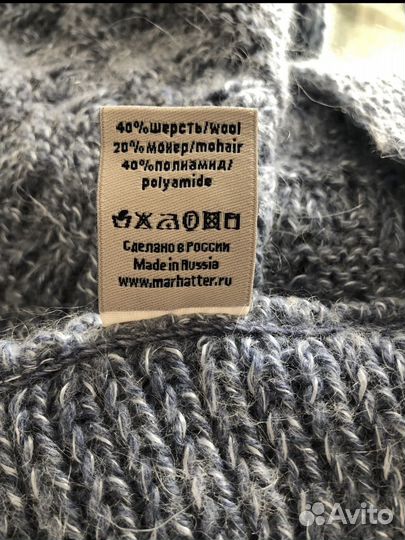 40%шерсть/wool
20%мохер/mohair
40%полиамид/
polyamide
Сделано в России
Made in Russia
www.marhatter.ru
Avito